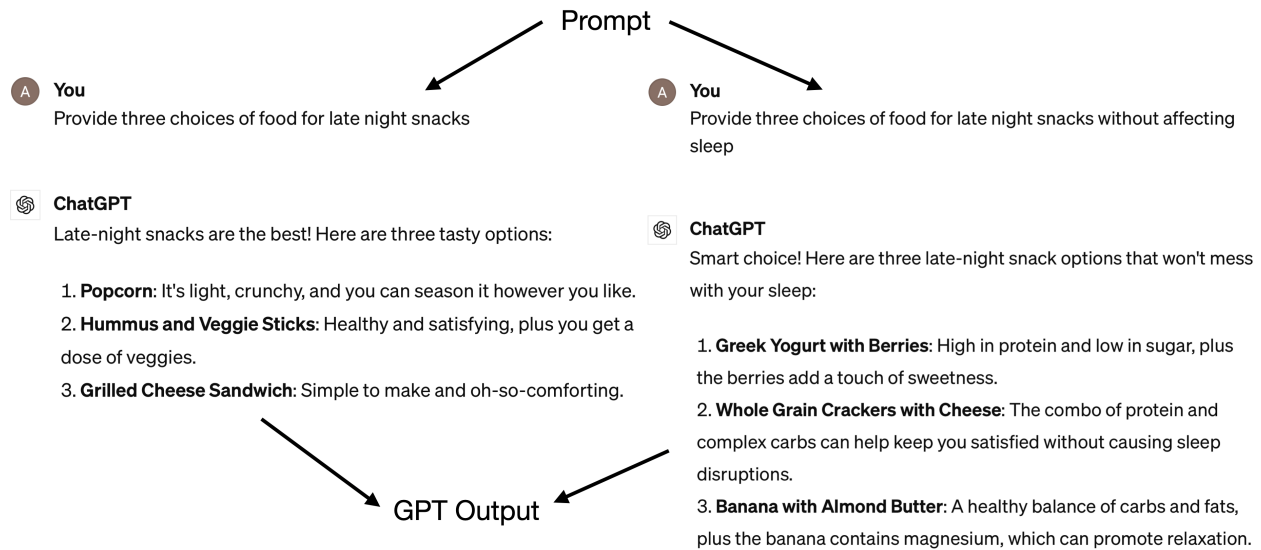 Prompt
A
You
Provide three choices of food for late night snacks
ChatGPT
Late-night snacks are the best! Here are three tasty options:
1. Popcorn: It's light, crunchy, and you can season it however you like.
2. Hummus and Veggie Sticks: Healthy and satisfying, plus you get a
dose of veggies.
3. Grilled Cheese Sandwich: Simple to make and oh-so-comforting.
A
You
Provide three choices of food for late night snacks without affecting
sleep
ChatGPT
Smart choice! Here are three late-night snack options that won't mess
with your sleep:
1. Greek Yogurt with Berries: High in protein and low in sugar, plus
the berries add a touch of sweetness.
2. Whole Grain Crackers with Cheese: The combo of protein and
complex carbs can help keep you satisfied without causing sleep
disruptions.
3. Banana with Almond Butter: A healthy balance of carbs and fats,
plus the banana contains magnesium, which can promote relaxation.
GPT Output